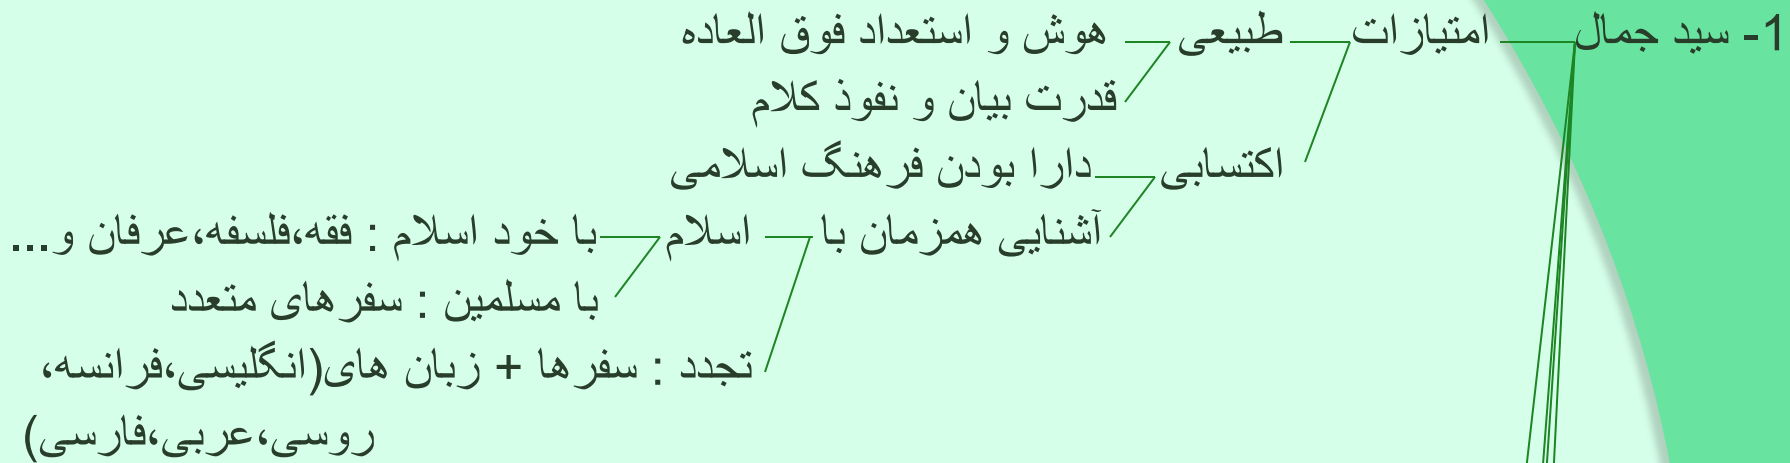 1- سید جمال امتیازات طبیعی هوش و استعداد فوق العاده
قدرت بیان و نفوذ کلام
اکتسابی دارا بودن فرهنگ اسلامی
آشنایی همزمان با اسلام با خود اسلام : فقه،فلسفه،عرفان و...
با مسلمین : سفرهای متعدد
تجدد : سفرها + زبان های(انگلیسی،فرانسه،
روسی،عربی،فارسی)